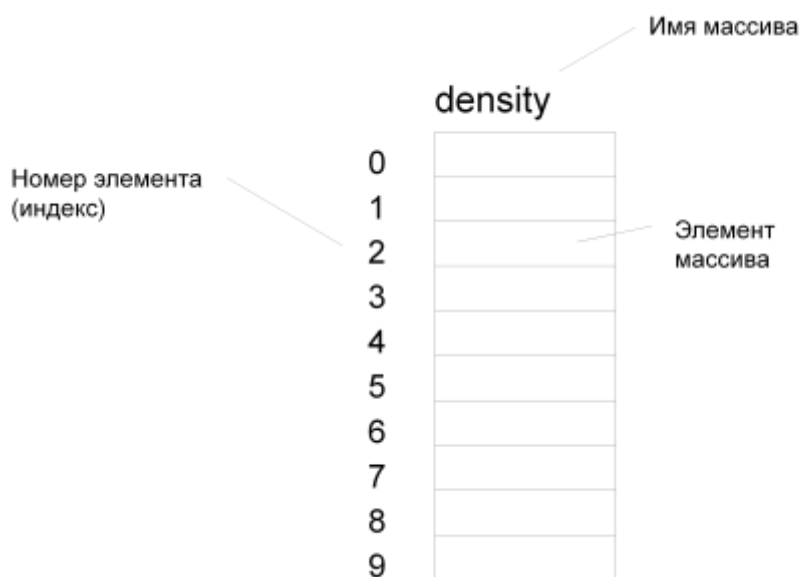 Имя массива
density
0
Номер элемента
(индекс)
1
2
Элемент
массива
3
4
5
6
7
8
9